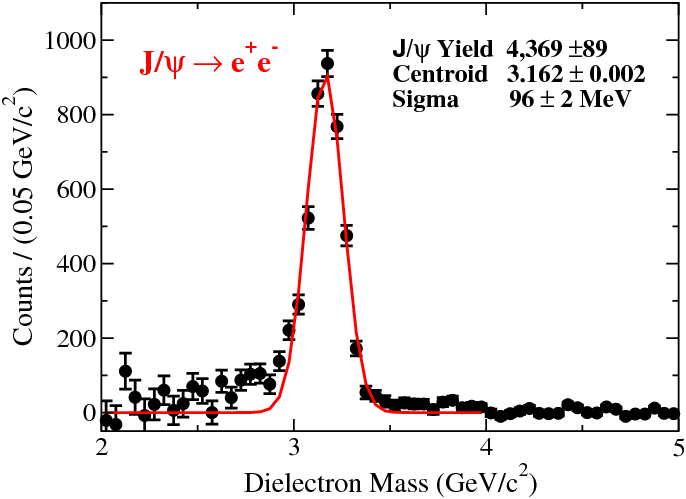 J/ψ → e⁺e⁻
J/ψ Yield 4,369 ±89
Centroid 3.162 ± 0.002
Sigma 96 ± 2 MeV
Counts / (0.05 GeV/c²)
1000
800
600
400
200
0
2 3 4 5
Dielectron Mass (GeV/c²)